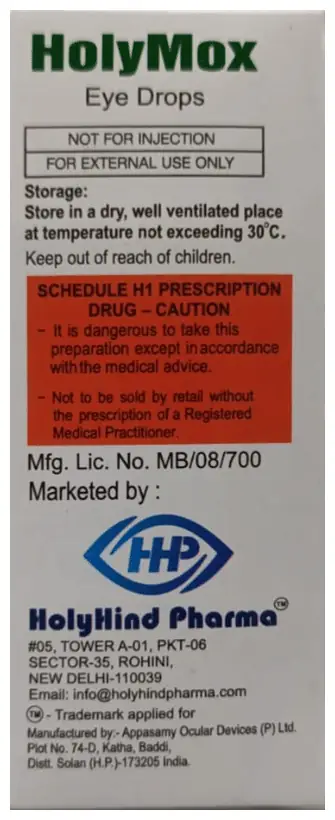 HolyMox
Eye Drops
NOT FOR INJECTION
FOR EXTERNAL USE ONLY
Storage:
Store in a dry, well ventilated place
at temperature not exceeding 30°C.
Keep out of reach of children.
SCHEDULE H1 PRESCRIPTION
DRUG – CAUTION
– It is dangerous to take this
preparation except in accordance
with the medical advice.
– Not to be sold by retail without
the prescription of a Registered
Medical Practitioner.
Mfg. Lic. No. MB/08/700
Marketed by :
HHP
HolyHind Pharma™
#05, TOWER A-01, PKT-06
SECTOR-35, ROHINI,
NEW DELHI-110039
Email: info@holyhindpharma.com
™ - Trademark applied for
Manufactured by:- Appasamy Ocular Devices (P) Ltd.
Plot No. 74-D, Katha, Baddi,
Distt. Solan (H.P.)-173205 India.